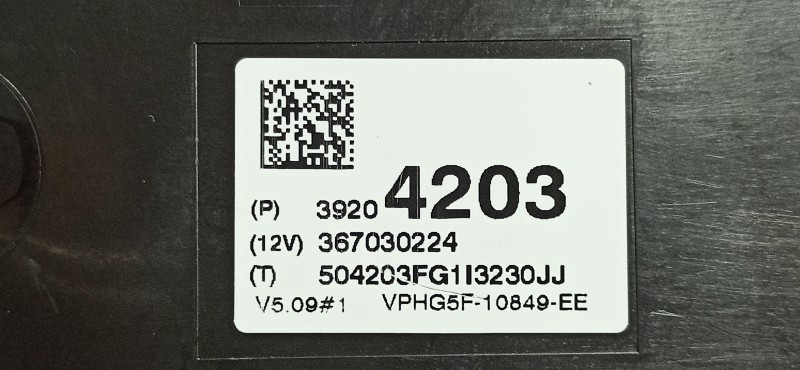 (P) 3920 4203
(12V) 367030224
(T) 504203FG1I3230JJ
V5.09#1 VPHG5F-10849-EE